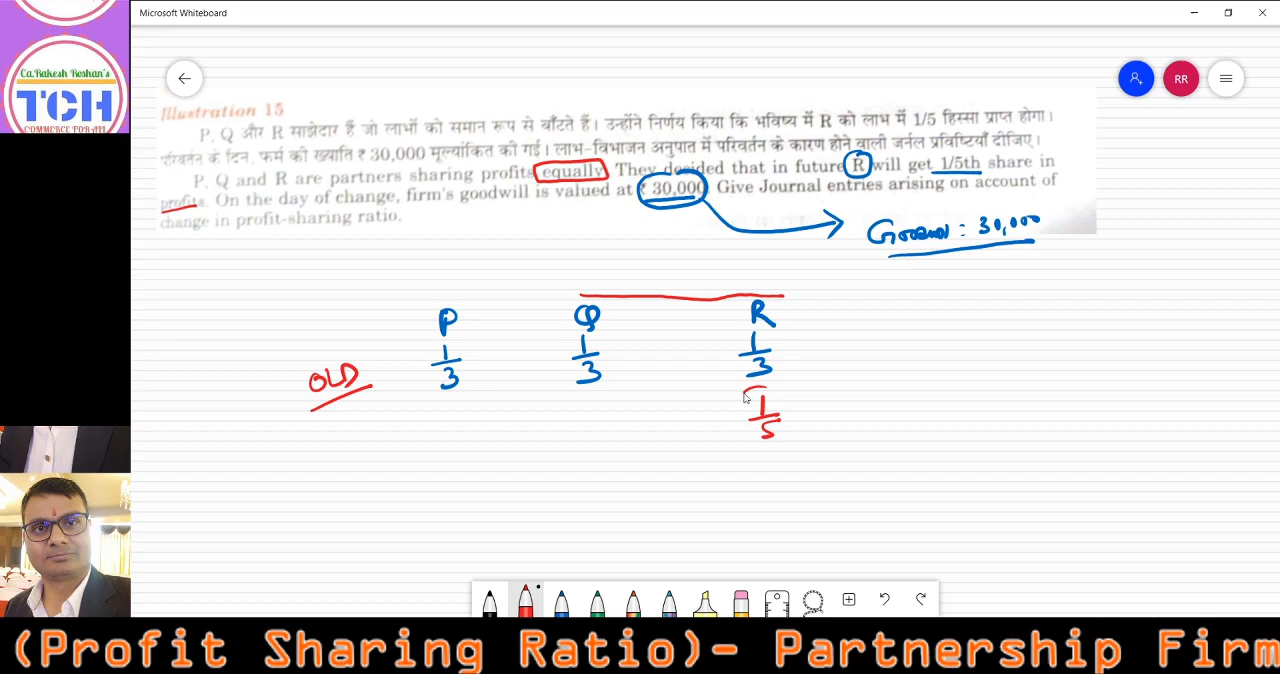 Microsoft Whiteboard
Ca.Rakesh Roshan's
TCH
COMMERCE TOR ALL
RR
Illustration 15
P, Q और R साझेदार हैं जो लाभों को समान रूप से बाँटते हैं। उन्होंने निर्णय किया कि भविष्य में R को लाभ में 1/5 हिस्सा प्राप्त होगा।
परिवर्तन के दिन, फर्म की ख्याति ₹ 30,000 मूल्यांकित की गई। लाभ-विभाजन अनुपात में परिवर्तन के कारण होने वाली जर्नल प्रविष्टियाँ दीजिए।
P, Q and R are partners sharing profits equally. They decided that in future R will get 1/5th share in
profits. On the day of change, firm's goodwill is valued at ₹ 30,000. Give Journal entries arising on account of
change in profit-sharing ratio.
: 30,000
P Q R
OLD 1/3 1/3 1/3
1/5
(Profit Sharing Ratio)- Partnership Firm